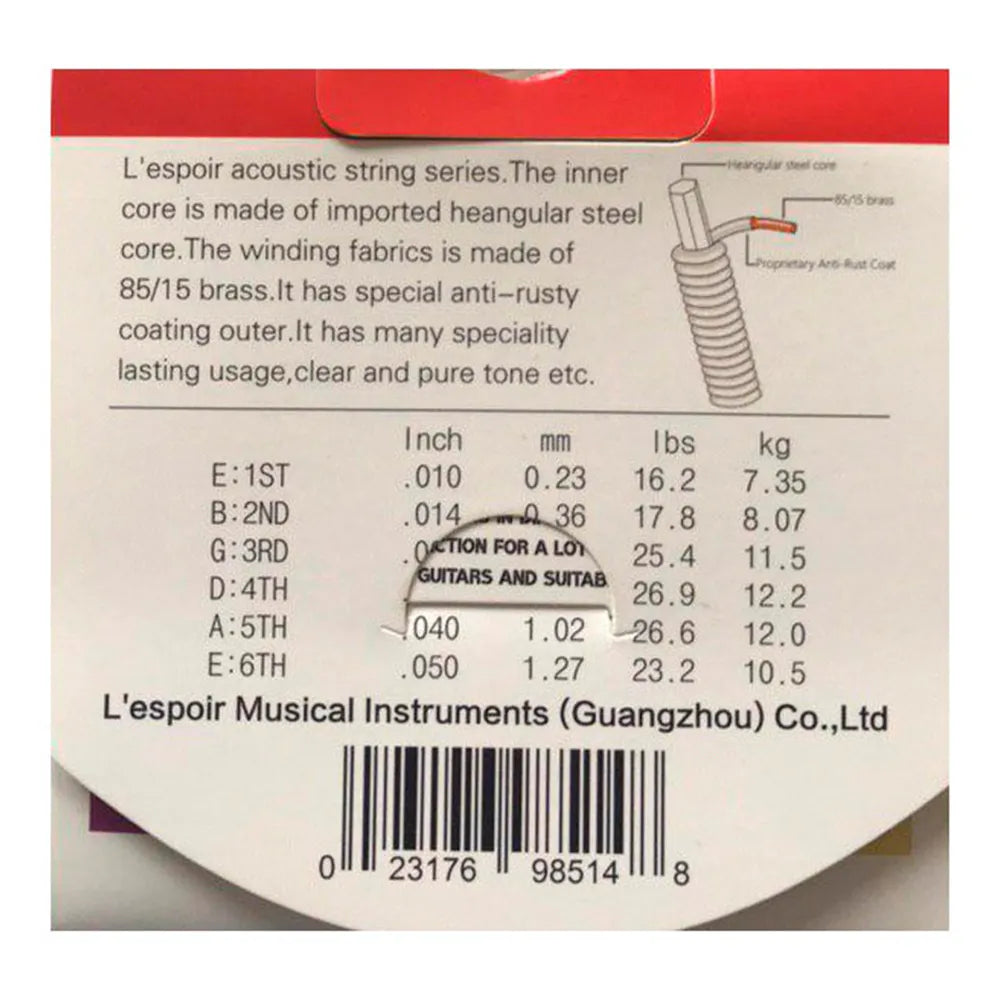 L'espoir acoustic string series.The inner
core is made of imported heangular steel
core.The winding fabrics is made of
85/15 brass.It has special anti-rusty
coating outer.It has many speciality
lasting usage,clear and pure tone etc.
Heangular steel core
85/15 brass
Proprietary Anti-Rust Coat
Inch mm lbs kg
E:1ST .010 0.23 16.2 7.35
B:2ND .014 0.36 17.8 8.07
G:3RD 25.4 11.5
CTION FOR A LOT
GUITARS AND SUITAB
D:4TH 26.9 12.2
A:5TH .040 1.02 26.6 12.0
E:6TH .050 1.27 23.2 10.5
L'espoir Musical Instruments (Guangzhou) Co.,Ltd
0 23176 98514 8